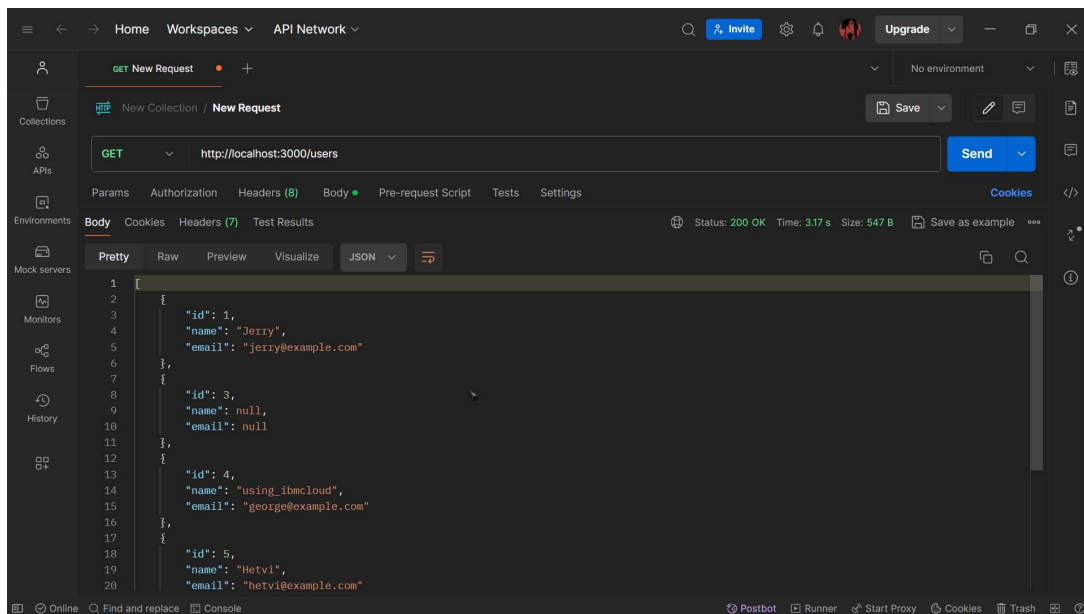 Home Workspaces API Network Invite Upgrade
GET New Request No environment
HTTP New Collection / New Request Save
Collections
GET http://localhost:3000/users Send
APIs
Params Authorization Headers (8) Body Pre-request Script Tests Settings Cookies
Environments
Body Cookies Headers (7) Test Results Status: 200 OK Time: 3.17 s Size: 547 B Save as example
Pretty Raw Preview Visualize JSON
Mock servers
Monitors
Flows
History
1 [
2 {
3 "id": 1,
4 "name": "Jerry",
5 "email": "jerry@example.com"
6 },
7 {
8 "id": 3,
9 "name": null,
10 "email": null
11 },
12 {
13 "id": 4,
14 "name": "using_ibmcloud",
15 "email": "george@example.com"
16 },
17 {
18 "id": 5,
19 "name": "Hetvi",
20 "email": "hetvi@example.com"
Online Find and replace Console Postbot Runner Start Proxy Cookies Trash